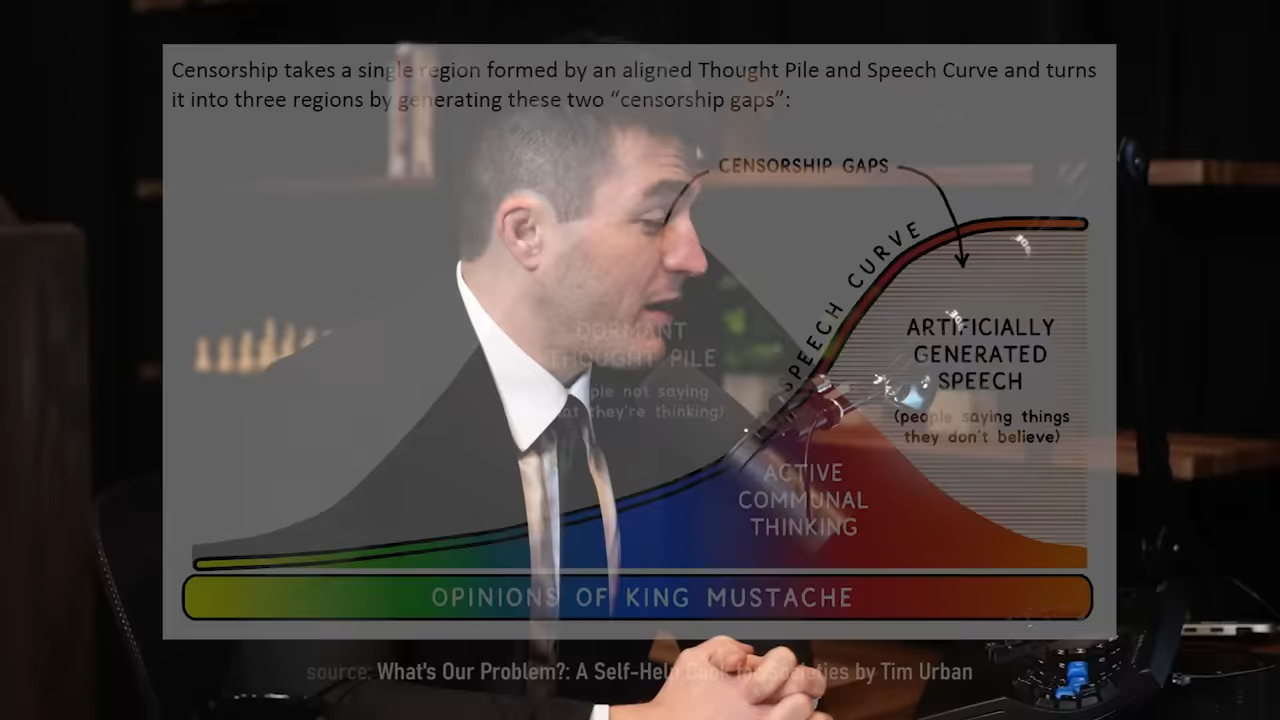 Censorship takes a single region formed by an aligned Thought Pile and Speech Curve and turns
it into three regions by generating these two “censorship gaps”:
CENSORSHIP GAPS
SPEECH CURVE
DORMANT
THOUGHT PILE
not saying
they're thinking)
ARTIFICIALLY
GENERATED
SPEECH
(people saying things
they don't believe)
ACTIVE
COMMUNAL
THINKING
OPINIONS OF KING MUSTACHE
source: What's Our Problem?: A Self-Help Book for Societies by Tim Urban